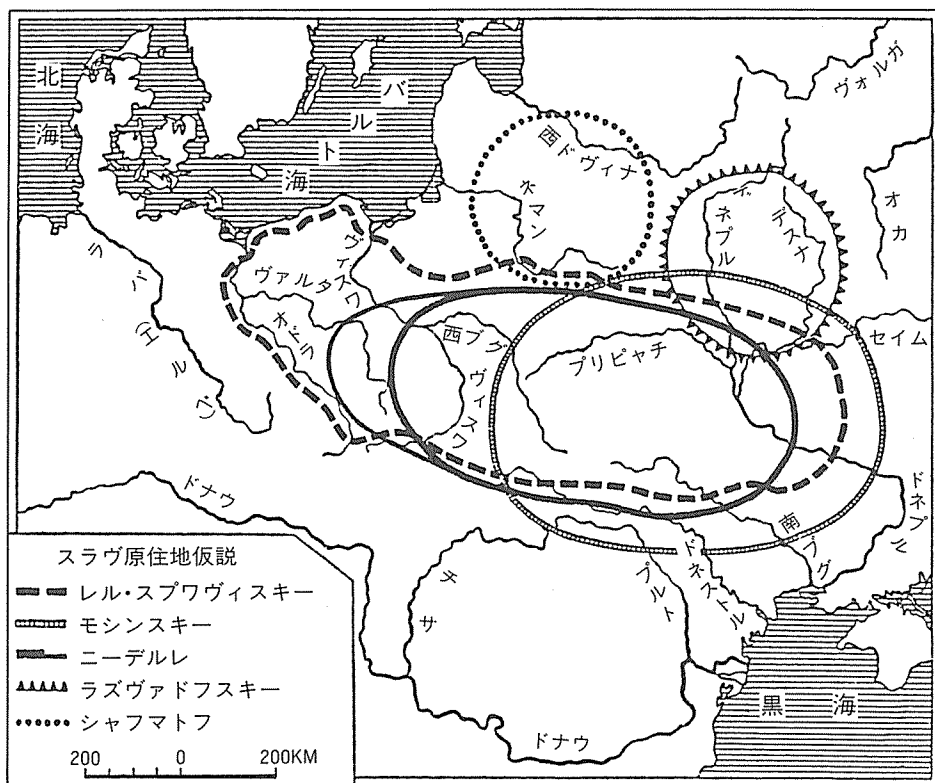 北海
バルト海
ヴォルガ
西ドヴィナ
ネマン
ドネプル
デスナ
オカ
ラバ(エルベ)
ヴァルタ
ヴィスワ
オドラ
西ブグ
ヴィスワ
プリピャチ
セイム
ドナウ
ドネプル
南ブグ
ドネストル
プルト
チサ
黒海
ドナウ
スラヴ原住地仮説
レル・スプワヴィスキー
モシンスキー
ニーデルレ
ラズヴァドフスキー
シャフマトフ
200 0 200KM